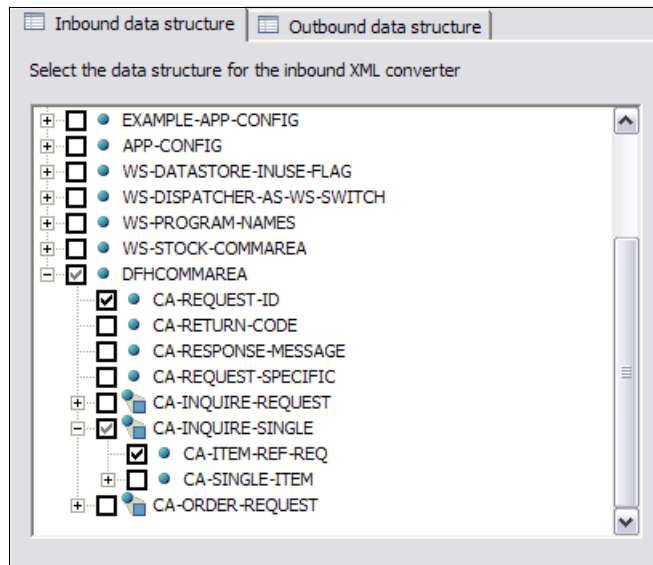 Inbound data structure
Outbound data structure
Select the data structure for the inbound XML converter
EXAMPLE-APP-CONFIG
APP-CONFIG
WS-DATASTORE-INUSE-FLAG
WS-DISPATCHER-AS-WS-SWITCH
WS-PROGRAM-NAMES
WS-STOCK-COMMAREA
DFHCOMMAREA
CA-REQUEST-ID
CA-RETURN-CODE
CA-RESPONSE-MESSAGE
CA-REQUEST-SPECIFIC
CA-INQUIRE-REQUEST
CA-INQUIRE-SINGLE
CA-ITEM-REF-REQ
CA-SINGLE-ITEM
CA-ORDER-REQUEST